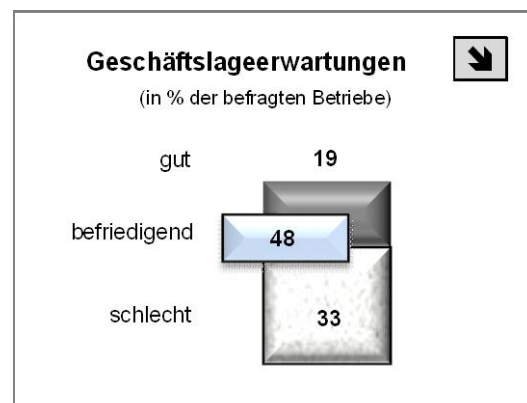 Geschäftslageerwartungen
(in % der befragten Betriebe)
gut 19
befriedigend 48
schlecht 33